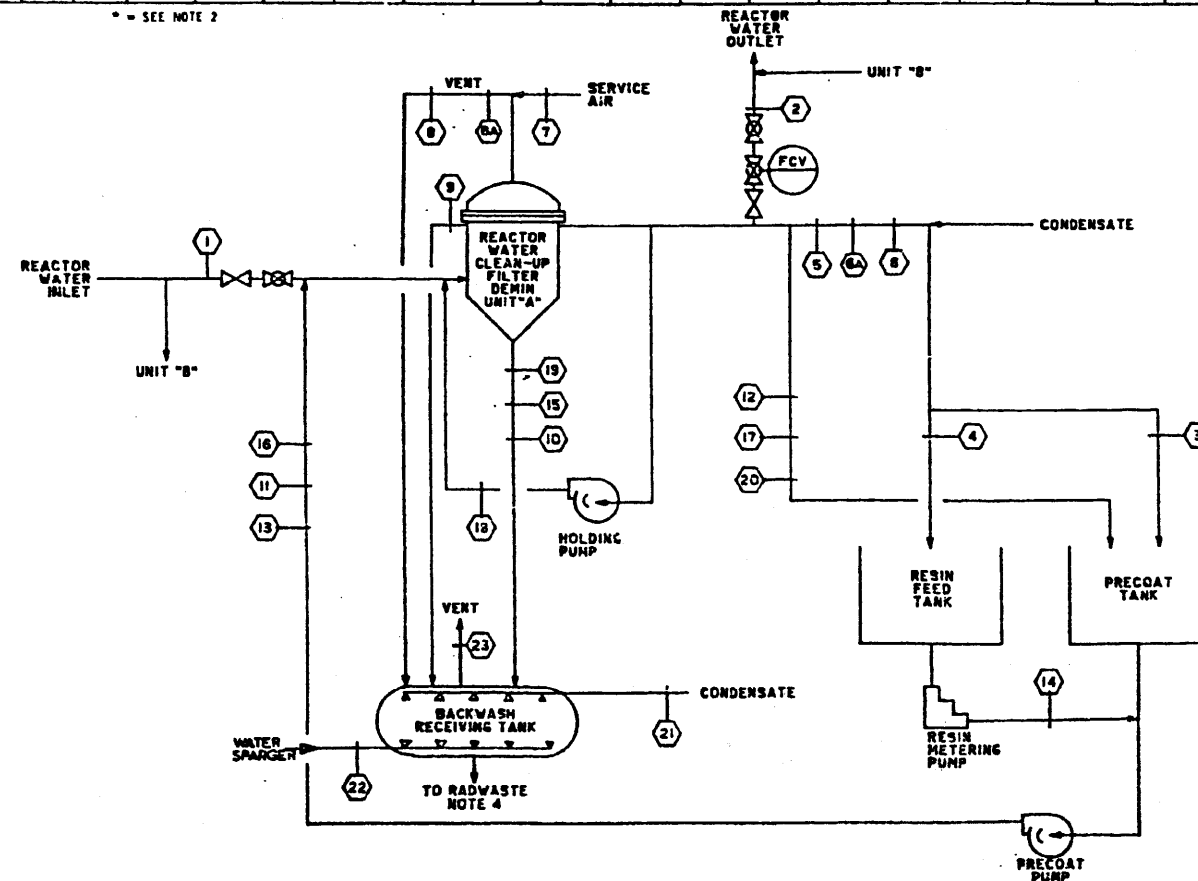 * = SEE NOTE 2
REACTOR
WATER
OUTLET
UNIT "B"
VENT
SERVICE
AIR
2
8
8A
7
FCV
9
CONDENSATE
1
REACTOR
WATER
INLET
REACTOR
WATER
CLEAN-UP
FILTER
DEMIN
UNIT "A"
5
6A
6
UNIT "B"
19
15
10
12
17
20
4
3
16
11
13
18
HOLDING
PUMP
RESIN
FEED
TANK
PRECOAT
TANK
VENT
23
CONDENSATE
21
BACKWASH
RECEIVING TANK
14
WATER
SPARGER
22
RESIN
METERING
PUMP
TO RADWASTE
NOTE 4
PRECOAT
PUMP